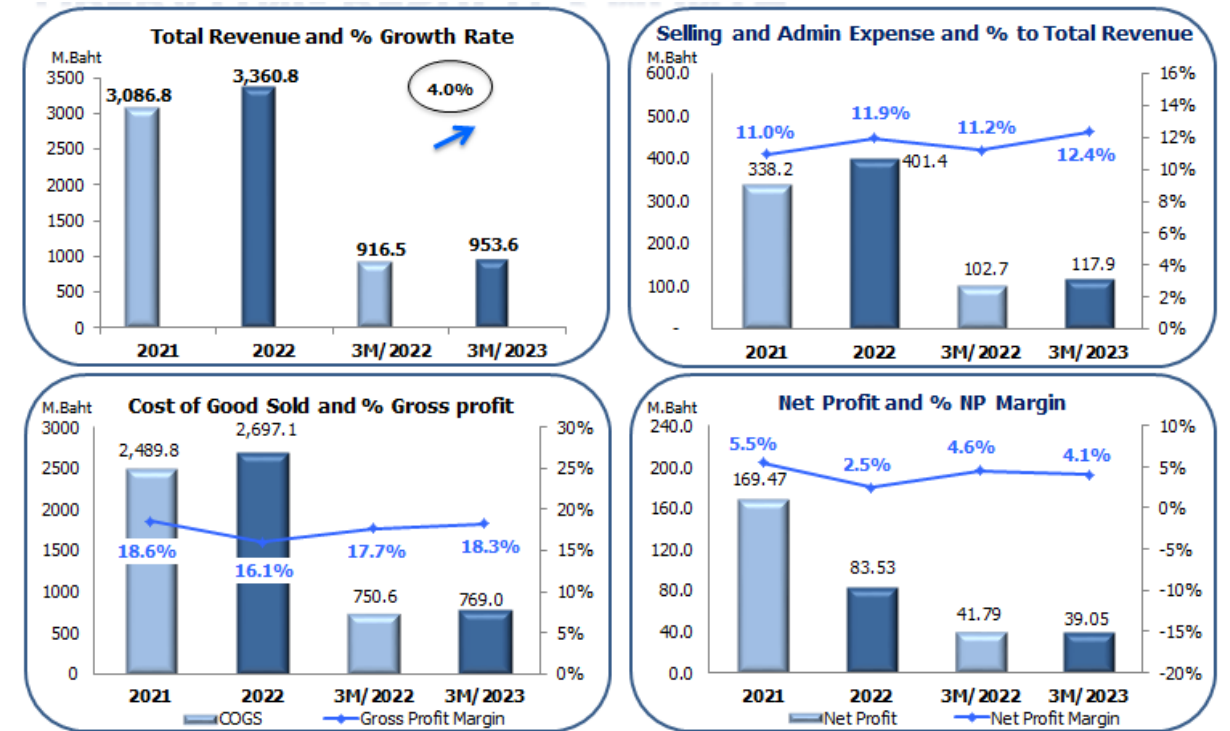 Total Revenue and % Growth Rate
M.Baht
3500
3000
2500
2000
1500
1000
500
0
3,086.8
3,360.8
916.5
953.6
4.0%
2021 2022 3M/2022 3M/2023
Selling and Admin Expense and % to Total Revenue
M.Baht
600.0
500.0
400.0
300.0
200.0
100.0
-
16%
14%
12%
10%
8%
6%
4%
2%
0%
11.0% 11.9% 11.2% 12.4%
338.2 401.4 102.7 117.9
2021 2022 3M/2022 3M/2023
Cost of Good Sold and % Gross profit
M.Baht
3000
2500
2000
1500
1000
500
0
30%
25%
20%
15%
10%
5%
0%
2,489.8 2,697.1 750.6 769.0
18.6% 16.1% 17.7% 18.3%
2021 2022 3M/2022 3M/2023
COGS Gross Profit Margin
Net Profit and % NP Margin
M.Baht
240.0
200.0
160.0
120.0
80.0
40.0
0.0
10%
5%
0%
-5%
-10%
-15%
-20%
5.5% 2.5% 4.6% 4.1%
169.47 83.53 41.79 39.05
2021 2022 3M/2022 3M/2023
Net Profit Net Profit Margin